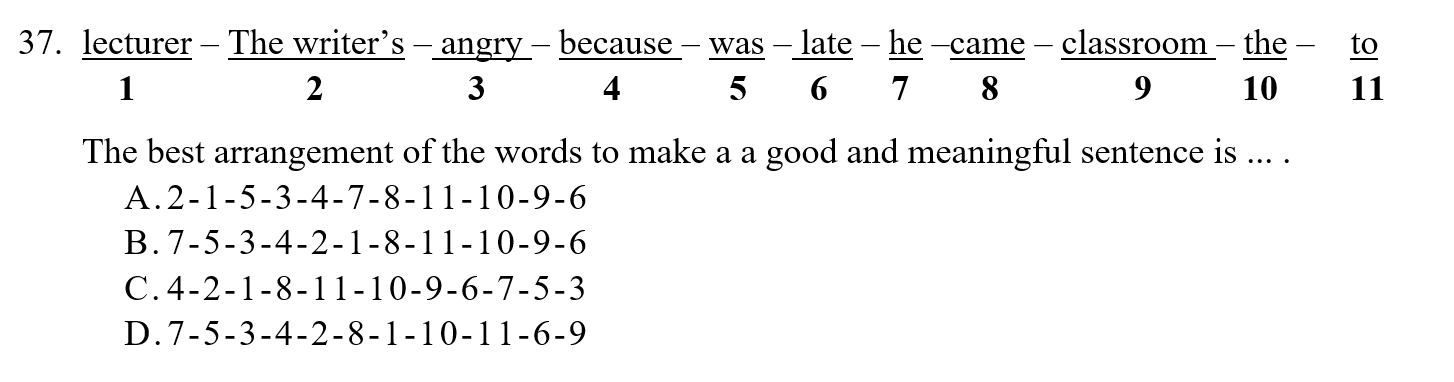 37. lecturer – The writer’s – angry – because – was – late – he –came – classroom – the – to
1 2 3 4 5 6 7 8 9 10 11
The best arrangement of the words to make a a good and meaningful sentence is ... .
A. 2-1-5-3-4-7-8-11-10-9-6
B. 7-5-3-4-2-1-8-11-10-9-6
C. 4-2-1-8-11-10-9-6-7-5-3
D. 7-5-3-4-2-8-1-10-11-6-9